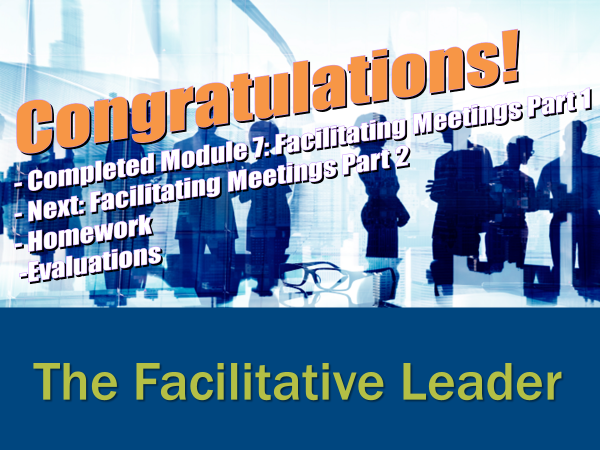 Congratulations!
- Completed Module 7: Facilitating Meetings Part 1
- Next: Facilitating Meetings Part 2
- Homework
-Evaluations
The Facilitative Leader